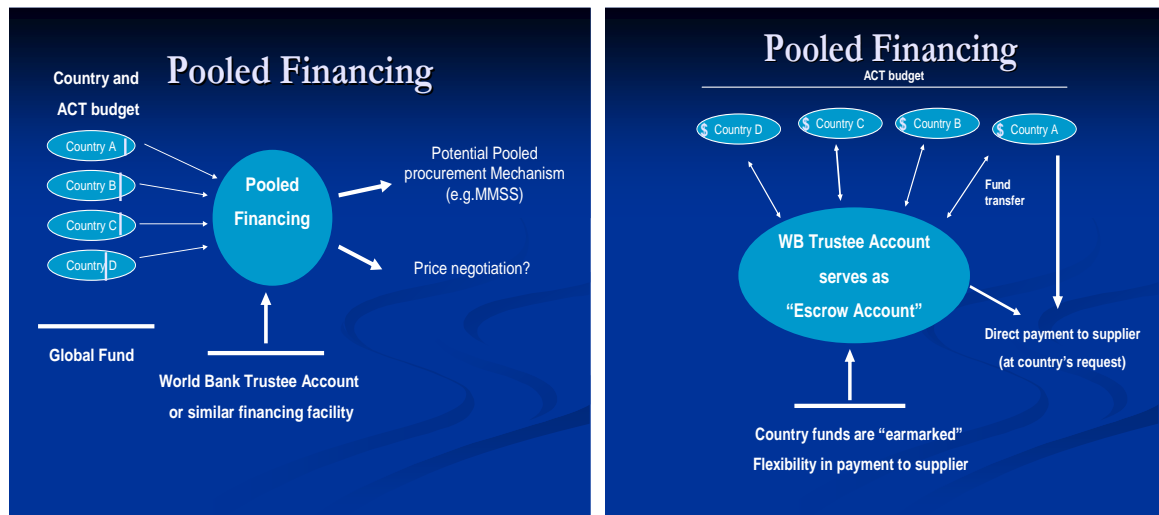 Pooled Financing
Country and
ACT budget
Country A
Country B
Country C
Country D
Pooled
Financing
Potential Pooled
procurement Mechanism
(e.g.MMSS)
Price negotiation?
Global Fund
World Bank Trustee Account
or similar financing facility
Pooled Financing
ACT budget
$ Country D
$ Country C
$ Country B
$ Country A
Fund
transfer
WB Trustee Account
serves as
“Escrow Account”
Direct payment to supplier
(at country’s request)
Country funds are “earmarked”
Flexibility in payment to supplier